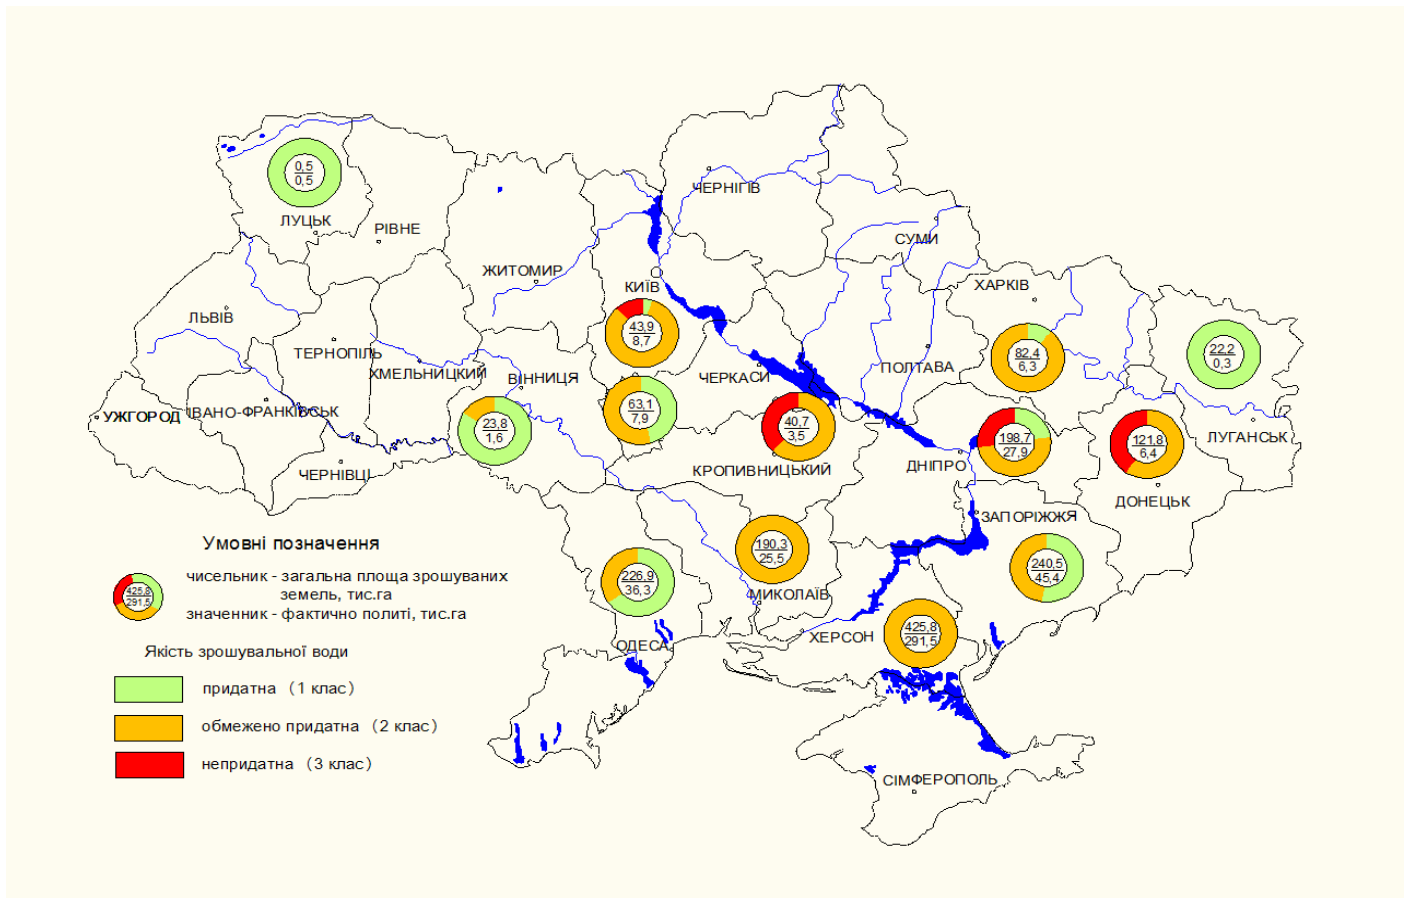 ЧЕРНІГІВ
0,5
0,5
ЛУЦЬК
РІВНЕ
СУМИ
ЖИТОМИР
КИЇВ
ХАРКІВ
ЛЬВІВ
43,9
8,7
ТЕРНОПІЛЬ
ХМЕЛЬНИЦКИЙ
ВІННИЦЯ
ЧЕРКАСИ
ПОЛТАВА
82,4
6,3
22,2
0,3
УЖГОРОД
ІВАНО-ФРАНКІВСЬК
23,8
1,6
63,1
7,9
40,7
3,5
198,7
27,9
121,8
6,4
ЛУГАНСЬК
ЧЕРНІВЦІ
КРОПИВНИЦЬКИЙ
ДНІПРО
ДОНЕЦЬК
ЗАПОРІЖЖЯ
190,3
25,5
226,9
36,3
240,5
45,4
МИКОЛАЇВ
ХЕРСОН
425,8
291,5
ОДЕСА
СІМФЕРОПОЛЬ
Умовні позначення
425,8
291,5
чисельник - загальна площа зрошуваних
земель, тис.га
значенник - фактично политі, тис.га
Якість зрошувальної води
придатна (1 клас)
обмежено придатна (2 клас)
непридатна (3 клас)